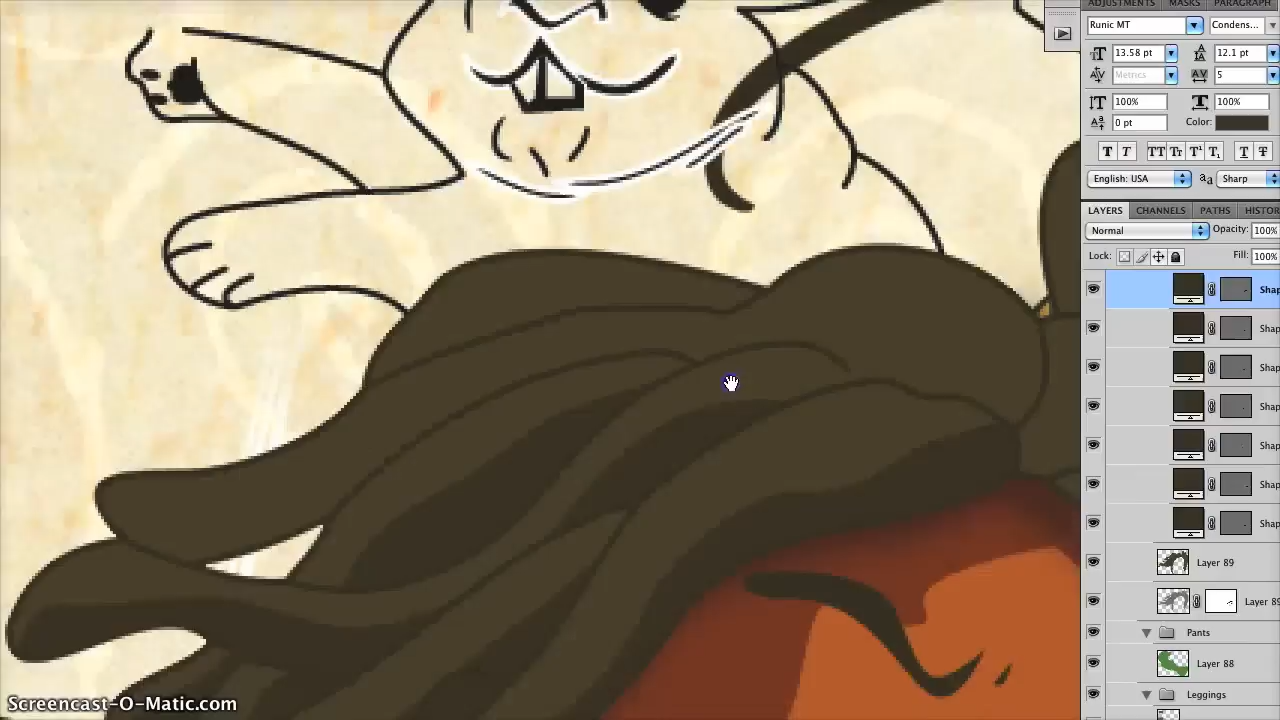 ADJUSTMENTS MASKS PARAGRAPH
Runic MT Condens...
13.58 pt 12.1 pt
Metrics 5
100% 100%
0 pt Color:
English: USA Sharp
LAYERS CHANNELS PATHS HISTOR
Normal Opacity: 100%
Lock: Fill: 100%
Shap
Shap
Shap
Shap
Shap
Shap
Shap
Layer 89
Layer 89
Pants
Layer 88
Leggings
Screencast-O-Matic.com